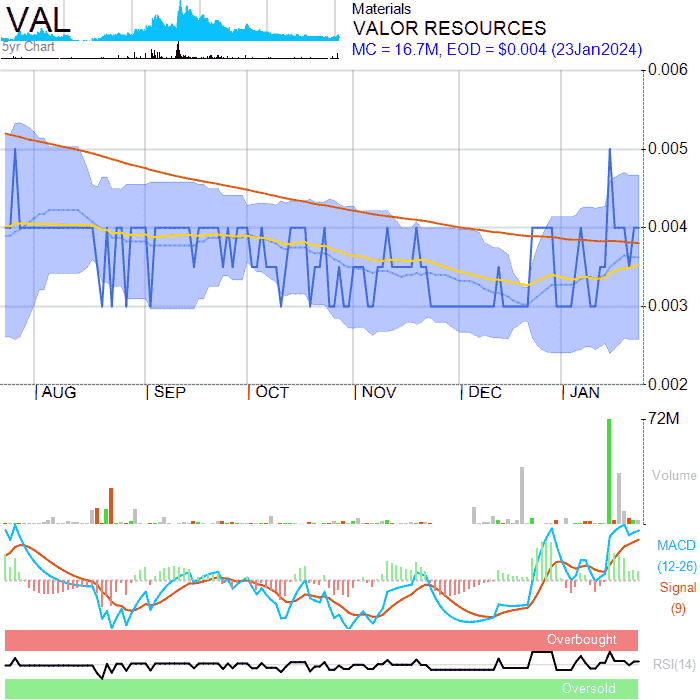 VAL
5yr Chart
Materials
VALOR RESOURCES
MC = 16.7M, EOD = $0.004 (23Jan2024)
0.006
0.005
0.004
0.003
0.002
AUG SEP OCT NOV DEC JAN
72M
Volume
MACD
(12-26)
Signal
(9)
Overbought
RSI(14)
Oversold